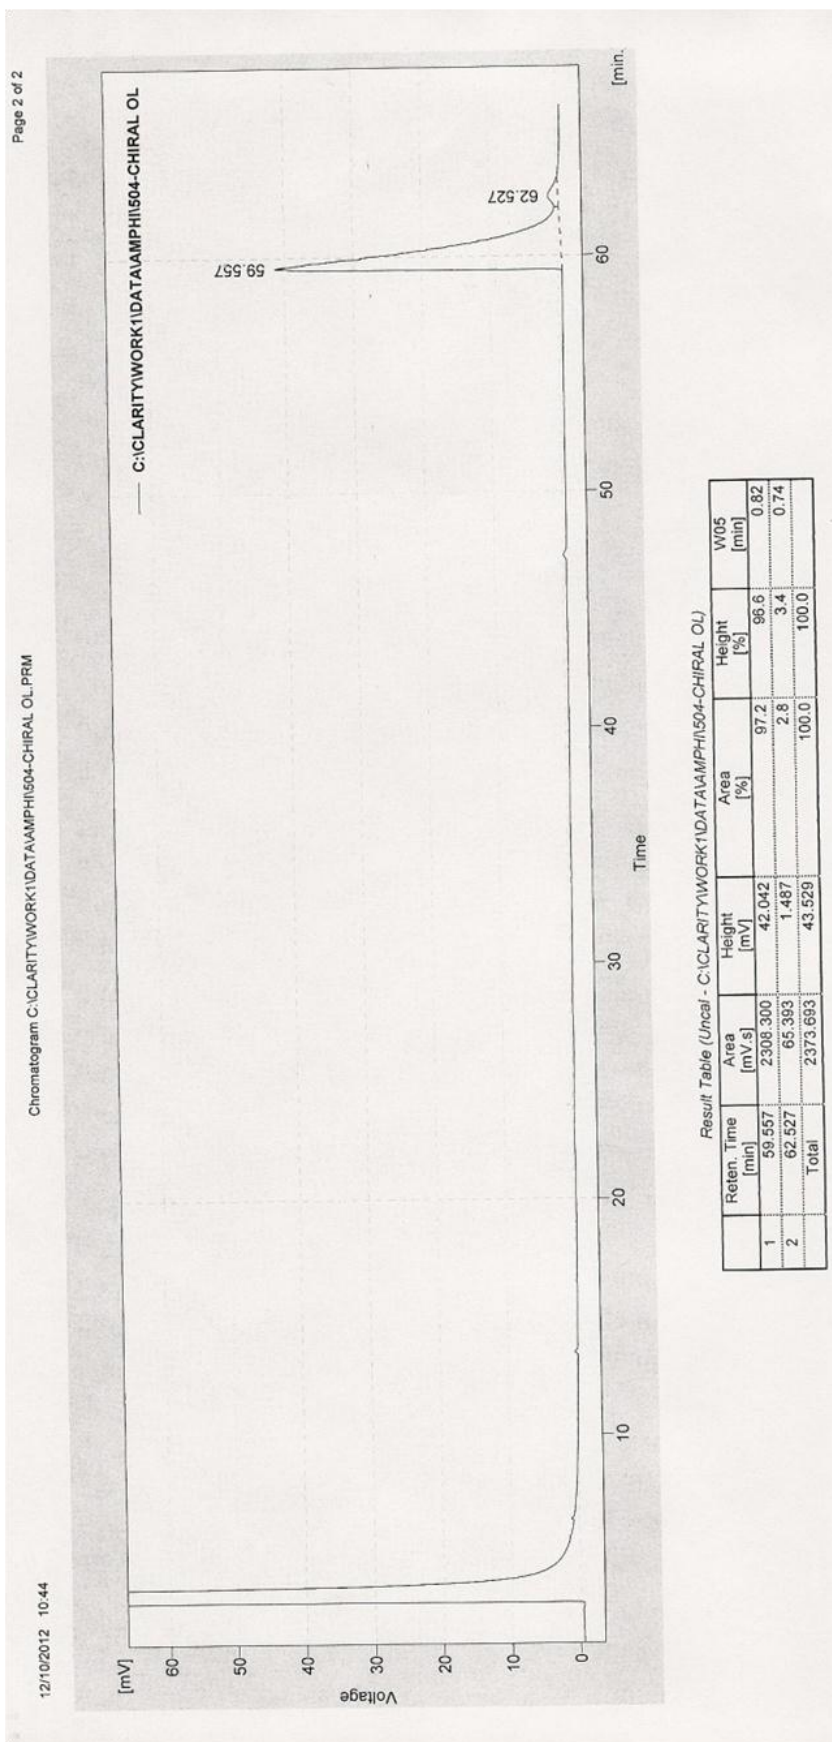 12/10/2012 10:44
Chromatogram C:\CLARITY\WORK1\DATA\AMPHI\504-CHIRAL OL.PRM
Page 2 of 2
[mV]
C:\CLARITY\WORK1\DATA\AMPHI\504-CHIRAL OL
60
50
40
30
20
10
0
Voltage
59.557
62.527
10
20
30
40
50
60
[min.
Time
Result Table (Uncal - C:\CLARITY\WORK1\DATA\AMPHI\504-CHIRAL OL)
Reten. Time [min] Area [mV.s] Height [mV] Area [%] Height [%] W05 [min]
1 59.557 2308.300 42.042 97.2 96.6 0.82
2 62.527 65.393 1.487 2.8 3.4 0.74
Total 2373.693 43.529 100.0 100.0